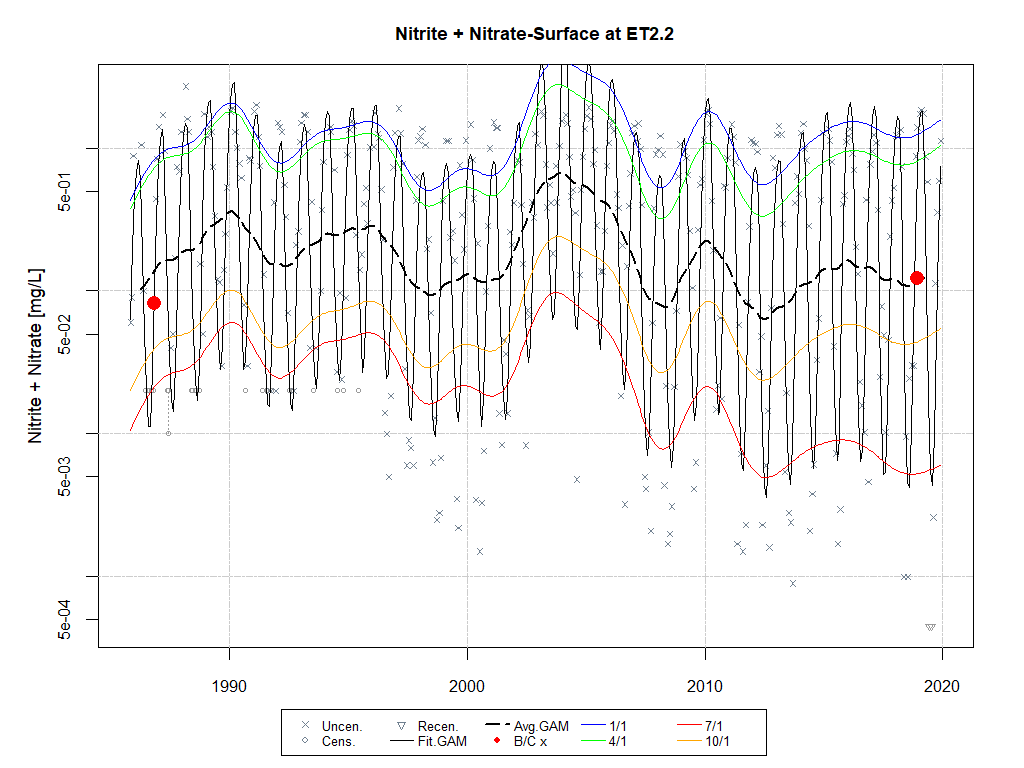 Nitrite + Nitrate-Surface at ET2.2
Nitrite + Nitrate [mg/L]
5e-01
5e-02
5e-03
5e-04
1990
2000
2010
2020
Uncen.
Recen.
Avg.GAM
1/1
7/1
Cens.
Fit.GAM
B/C x
4/1
10/1